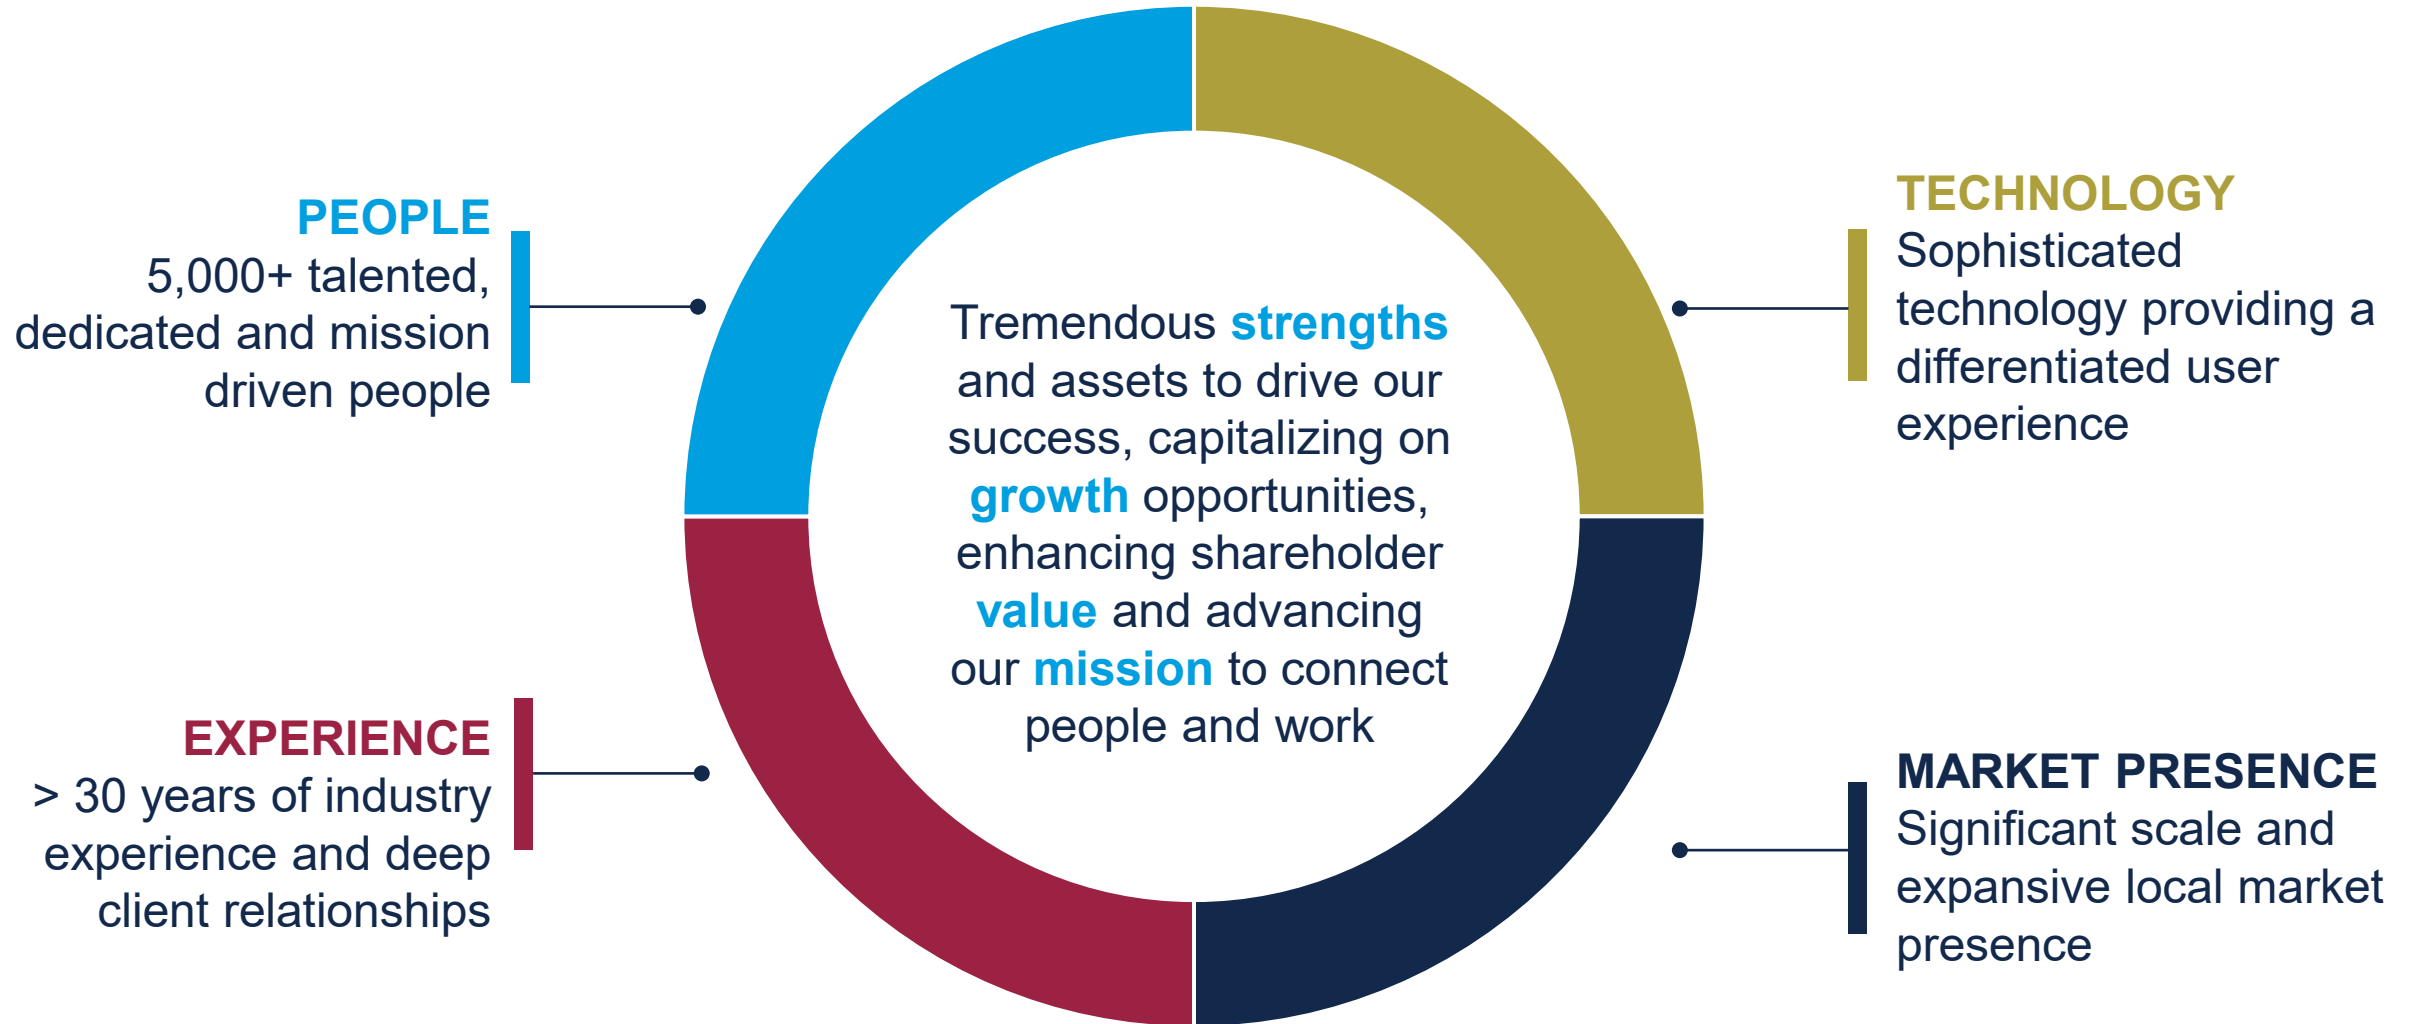 PEOPLE
5,000+ talented,
dedicated and mission
driven people
TECHNOLOGY
Sophisticated
technology providing a
differentiated user
experience
Tremendous strengths
and assets to drive our
success, capitalizing on
growth opportunities,
enhancing shareholder
value and advancing
our mission to connect
people and work
EXPERIENCE
> 30 years of industry
experience and deep
client relationships
MARKET PRESENCE
Significant scale and
expansive local market
presence